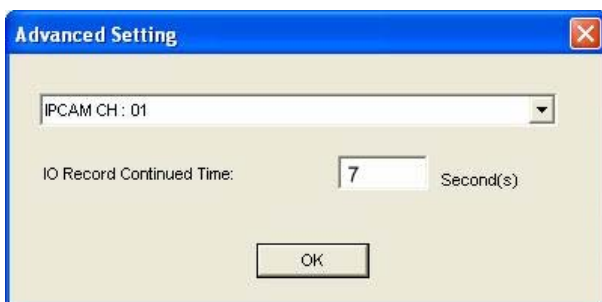 Advanced Setting
IPCAM CH : 01
IO Record Continued Time: 7 Second(s)
OK